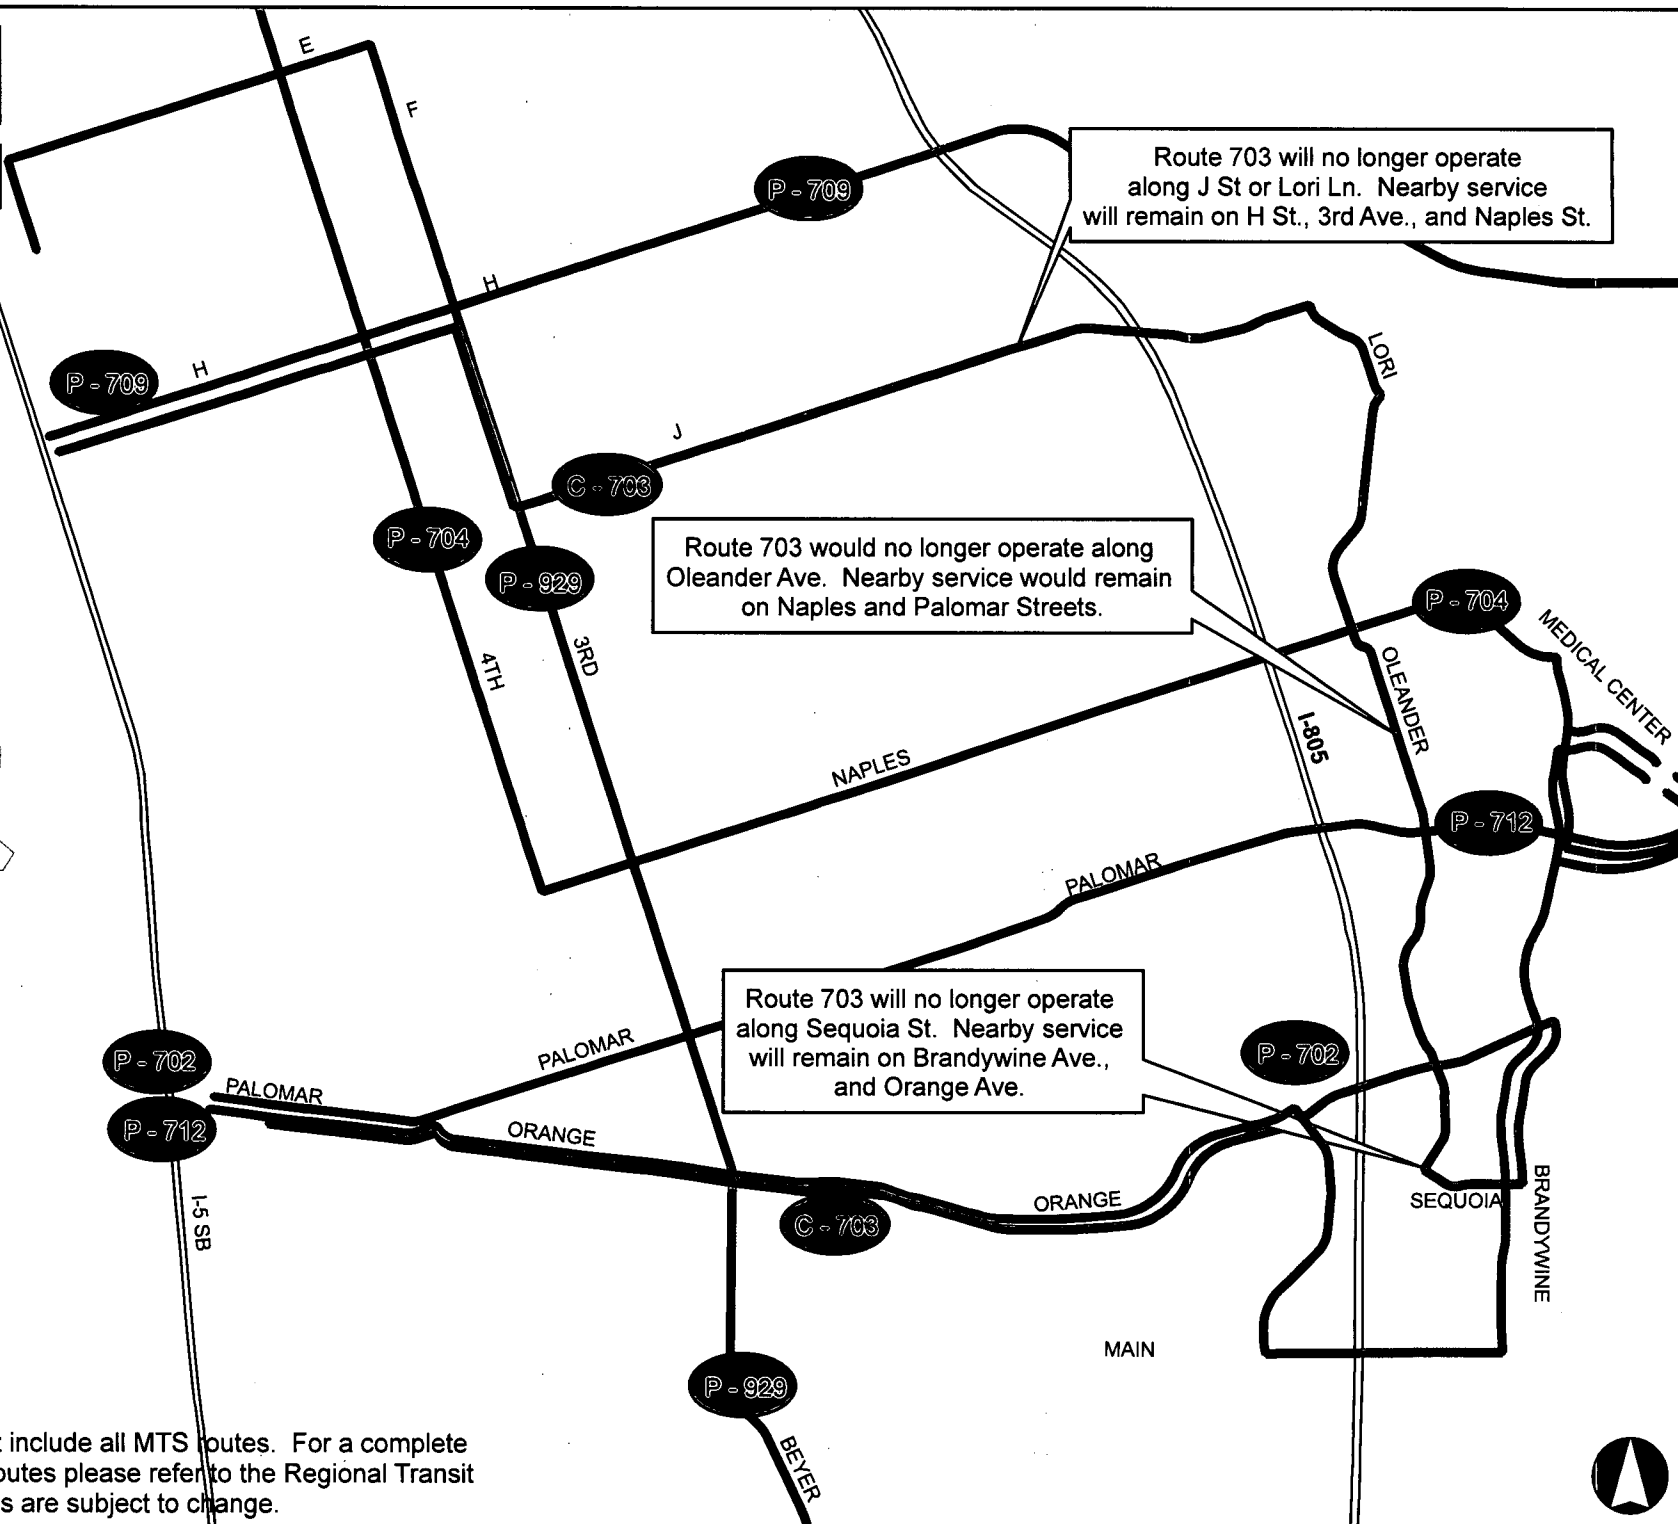 E
F
P - 709
Route 703 will no longer operate
along J St or Lori Ln. Nearby service
will remain on H St., 3rd Ave., and Naples St.
H
H
P - 709
LORI
J
C - 703
P - 704
P - 929
Route 703 would no longer operate along
Oleander Ave. Nearby service would remain
on Naples and Palomar Streets.
P - 704
MEDICAL CENTER
3RD
4TH
OLEANDER
I-805
NAPLES
P - 712
PALOMAR
Route 703 will no longer operate
along Sequoia St. Nearby service
will remain on Brandywine Ave.,
and Orange Ave.
PALOMAR
P - 702
P - 702
PALOMAR
P - 712
ORANGE
ORANGE
SEQUOIA
BRANDYWINE
I-5 SB
C - 703
MAIN
P - 929
BEYER
include all MTS routes. For a complete
outes please refer to the Regional Transit
s are subject to change.